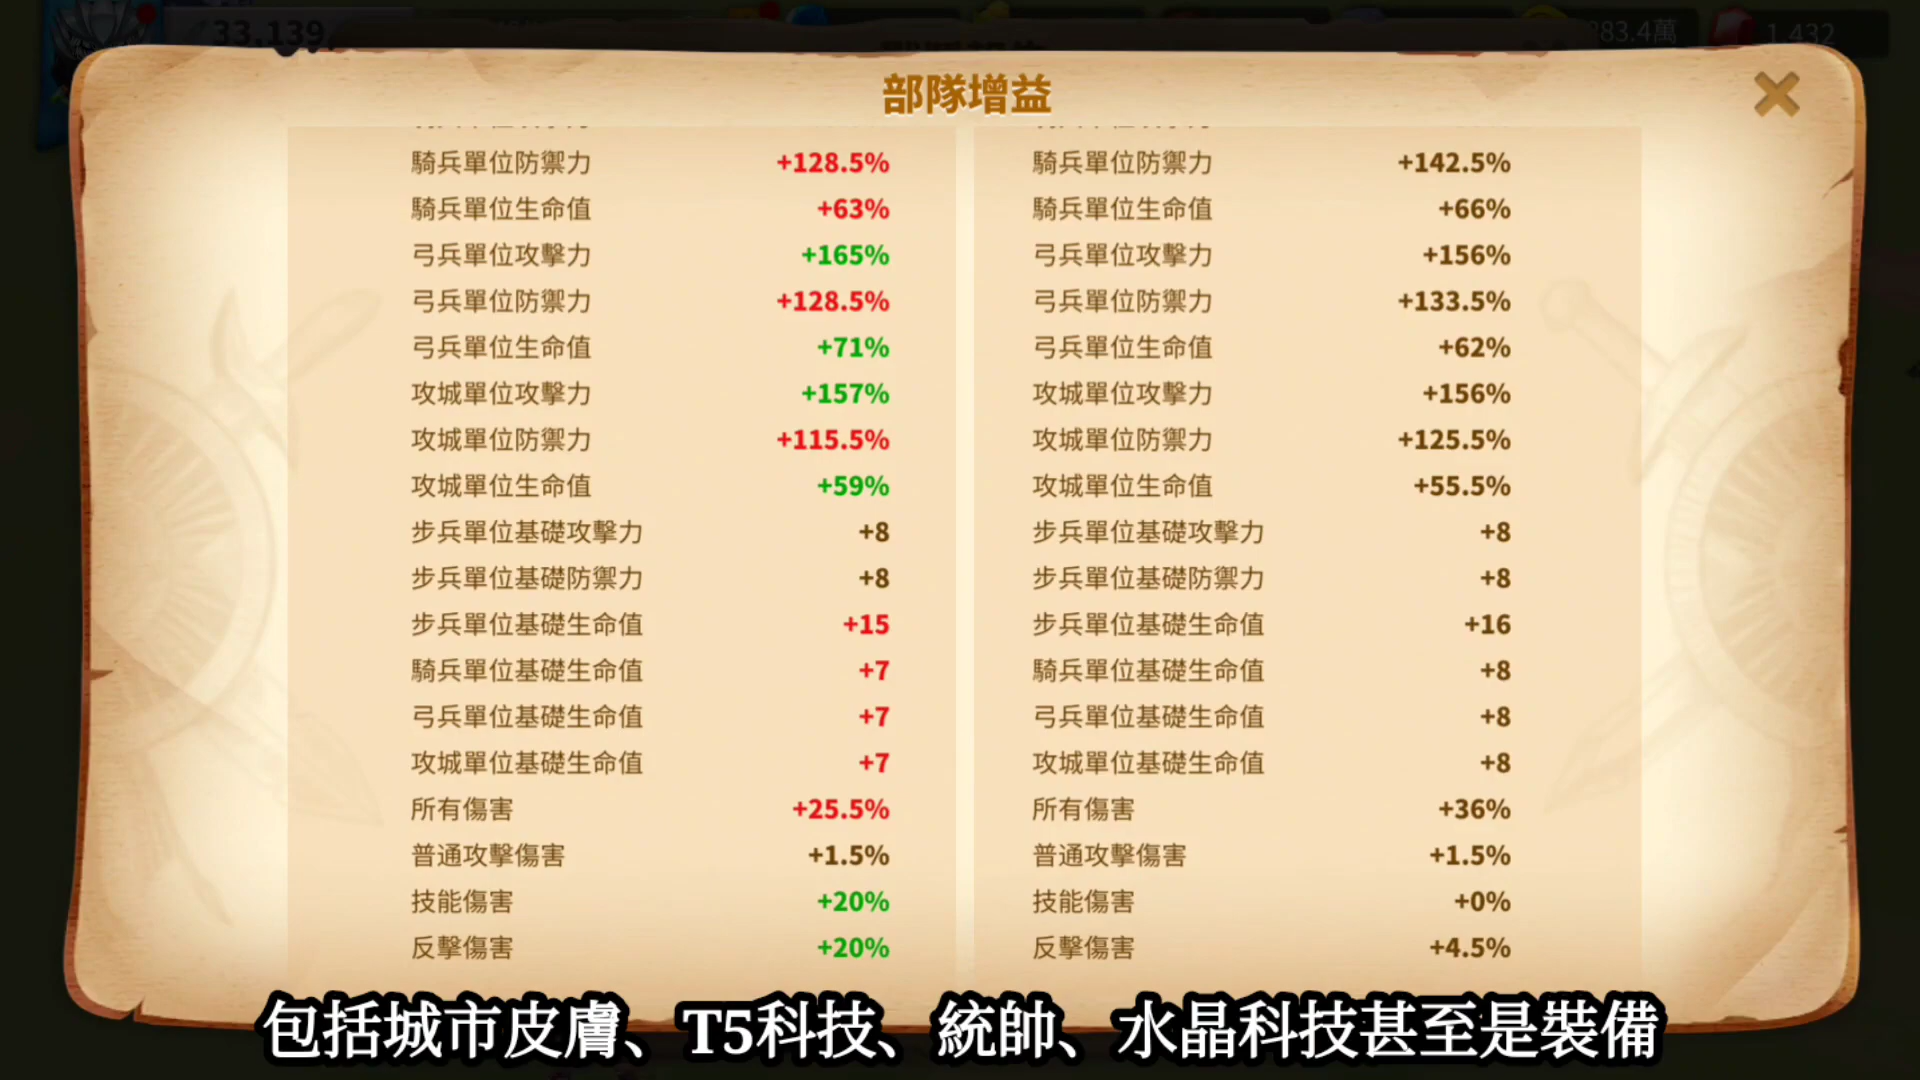 33,139
383.4萬
1,432
部隊增益
騎兵單位防禦力 +128.5% 騎兵單位防禦力 +142.5%
騎兵單位生命值 +63% 騎兵單位生命值 +66%
弓兵單位攻擊力 +165% 弓兵單位攻擊力 +156%
弓兵單位防禦力 +128.5% 弓兵單位防禦力 +133.5%
弓兵單位生命值 +71% 弓兵單位生命值 +62%
攻城單位攻擊力 +157% 攻城單位攻擊力 +156%
攻城單位防禦力 +115.5% 攻城單位防禦力 +125.5%
攻城單位生命值 +59% 攻城單位生命值 +55.5%
步兵單位基礎攻擊力 +8 步兵單位基礎攻擊力 +8
步兵單位基礎防禦力 +8 步兵單位基礎防禦力 +8
步兵單位基礎生命值 +15 步兵單位基礎生命值 +16
騎兵單位基礎生命值 +7 騎兵單位基礎生命值 +8
弓兵單位基礎生命值 +7 弓兵單位基礎生命值 +8
攻城單位基礎生命值 +7 攻城單位基礎生命值 +8
所有傷害 +25.5% 所有傷害 +36%
普通攻擊傷害 +1.5% 普通攻擊傷害 +1.5%
技能傷害 +20% 技能傷害 +0%
反擊傷害 +20% 反擊傷害 +4.5%
包括城市皮膚、T5科技、統帥、水晶科技甚至是裝備